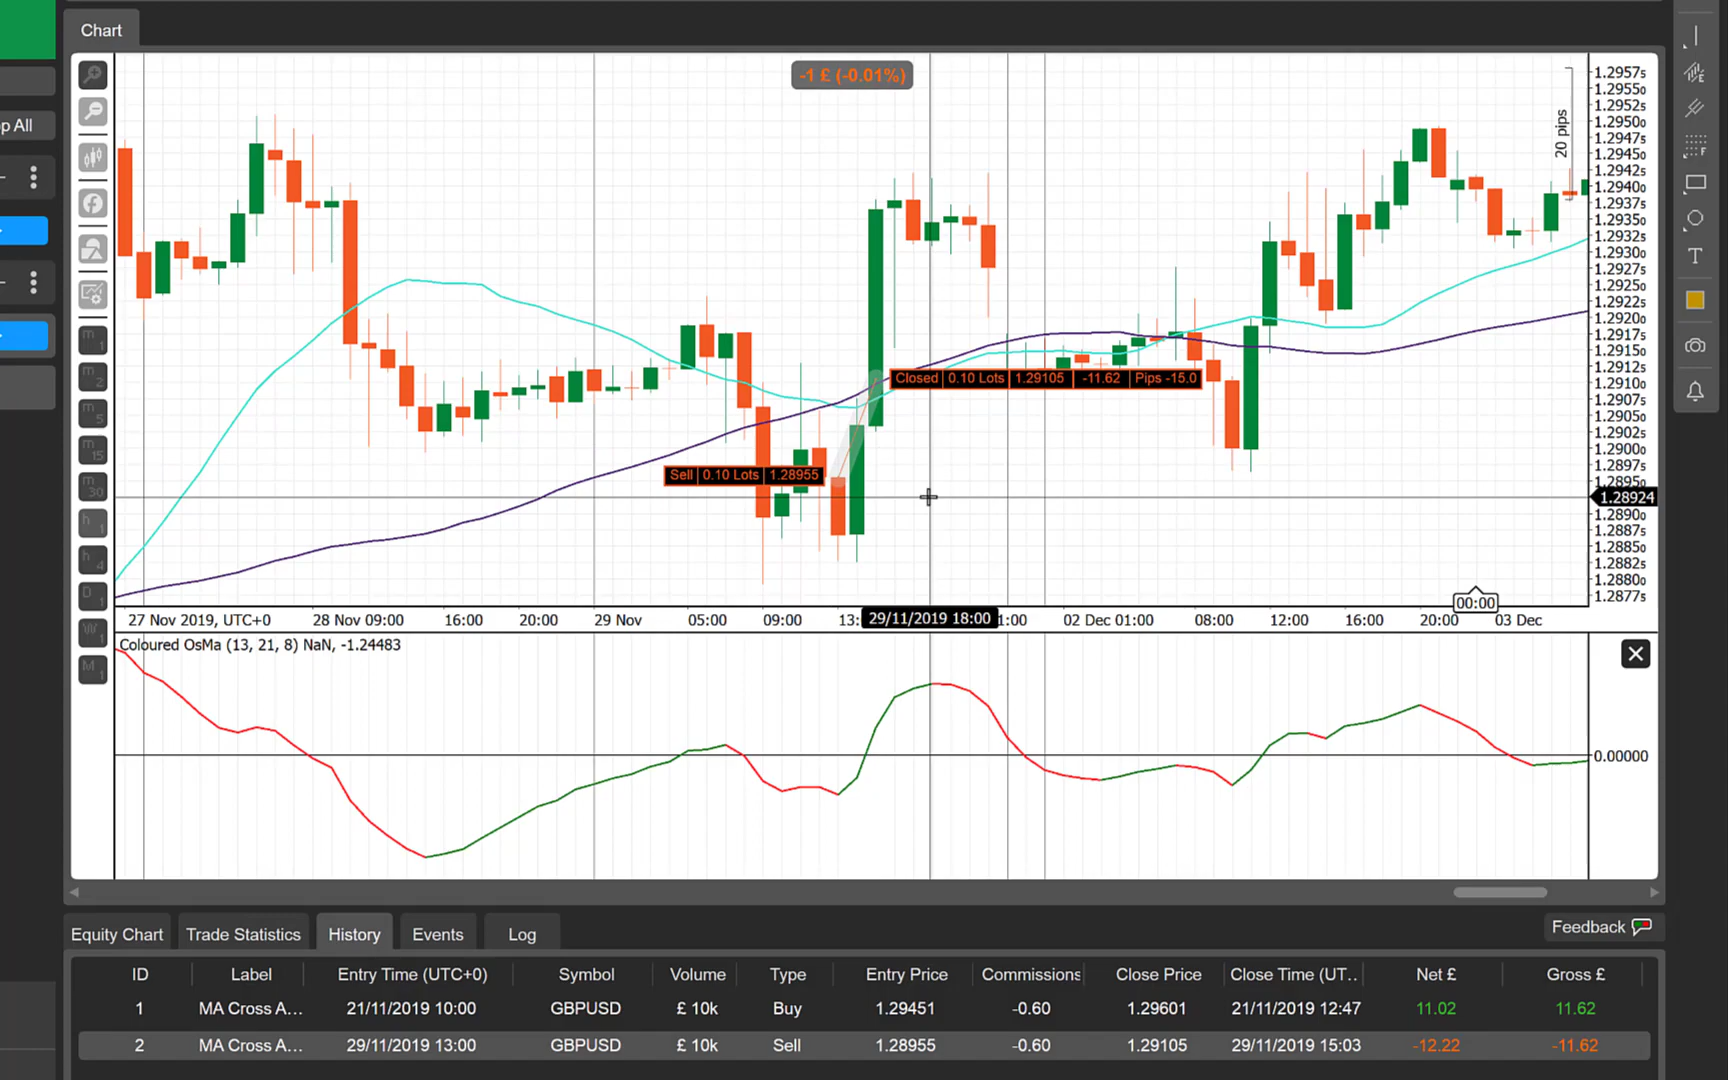 Chart
-1 £ (-0.01%)
p All
20 pips
1.29575
1.29550
1.29525
1.29500
1.29475
1.29450
1.29425
1.29400
1.29375
1.29350
1.29325
1.29300
1.29275
1.29250
1.29225
1.29200
1.29175
1.29150
1.29125
1.29100
1.29075
1.29050
1.29025
1.29000
1.28975
1.28950
1.28924
1.28900
1.28875
1.28850
1.28825
1.28800
1.28775
m 1
m 2
m 5
m 15
m 30
h 1
h 4
D 1
W 1
M 1
Closed 0.10 Lots 1.29105 -11.62 Pips -15.0
Sell 0.10 Lots 1.28955
00:00
27 Nov 2019, UTC+0 28 Nov 09:00 16:00 20:00 29 Nov 05:00 09:00 13: 29/11/2019 18:00 1:00 02 Dec 01:00 08:00 12:00 16:00 20:00 03 Dec
Coloured OsMa (13, 21, 8) NaN, -1.24483
0.00000
Equity Chart Trade Statistics History Events Log Feedback
ID Label Entry Time (UTC+0) Symbol Volume Type Entry Price Commissions Close Price Close Time (UT... Net £ Gross £
1 MA Cross A... 21/11/2019 10:00 GBPUSD £ 10k Buy 1.29451 -0.60 1.29601 21/11/2019 12:47 11.02 11.62
2 MA Cross A... 29/11/2019 13:00 GBPUSD £ 10k Sell 1.28955 -0.60 1.29105 29/11/2019 15:03 -12.22 -11.62